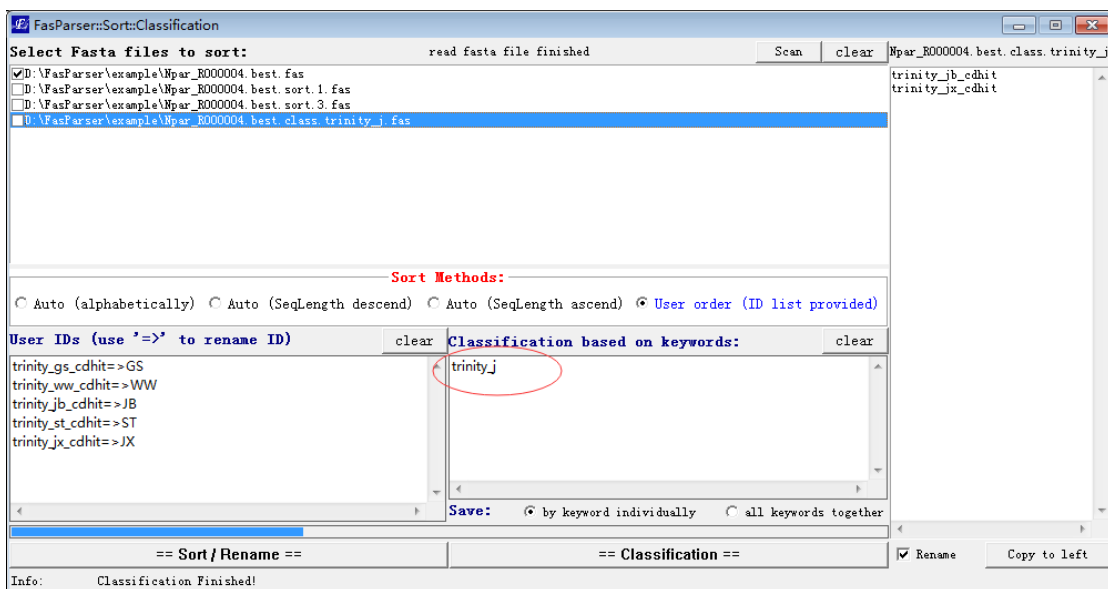 FasParser::Sort::Classification
Select Fasta files to sort: read fasta file finished Scan clear Npar_R000004.best.class.trinity_j
D:\FasParser\example\Npar_R000004.best.fas
D:\FasParser\example\Npar_R000004.best.sort.1.fas
D:\FasParser\example\Npar_R000004.best.sort.3.fas
D:\FasParser\example\Npar_R000004.best.class.trinity_j.fas
trinity_jb_cdhit
trinity_jx_cdhit
Sort Methods:
Auto (alphabetically) Auto (SeqLength descend) Auto (SeqLength ascend) User order (ID list provided)
User IDs (use '=>' to rename ID) clear Classification based on keywords: clear
trinity_gs_cdhit=>GS
trinity_ww_cdhit=>WW
trinity_jb_cdhit=>JB
trinity_st_cdhit=>ST
trinity_jx_cdhit=>JX
trinity_j
Save: by keyword individually all keywords together
== Sort / Rename == == Classification == Rename Copy to left
Info: Classification Finished!